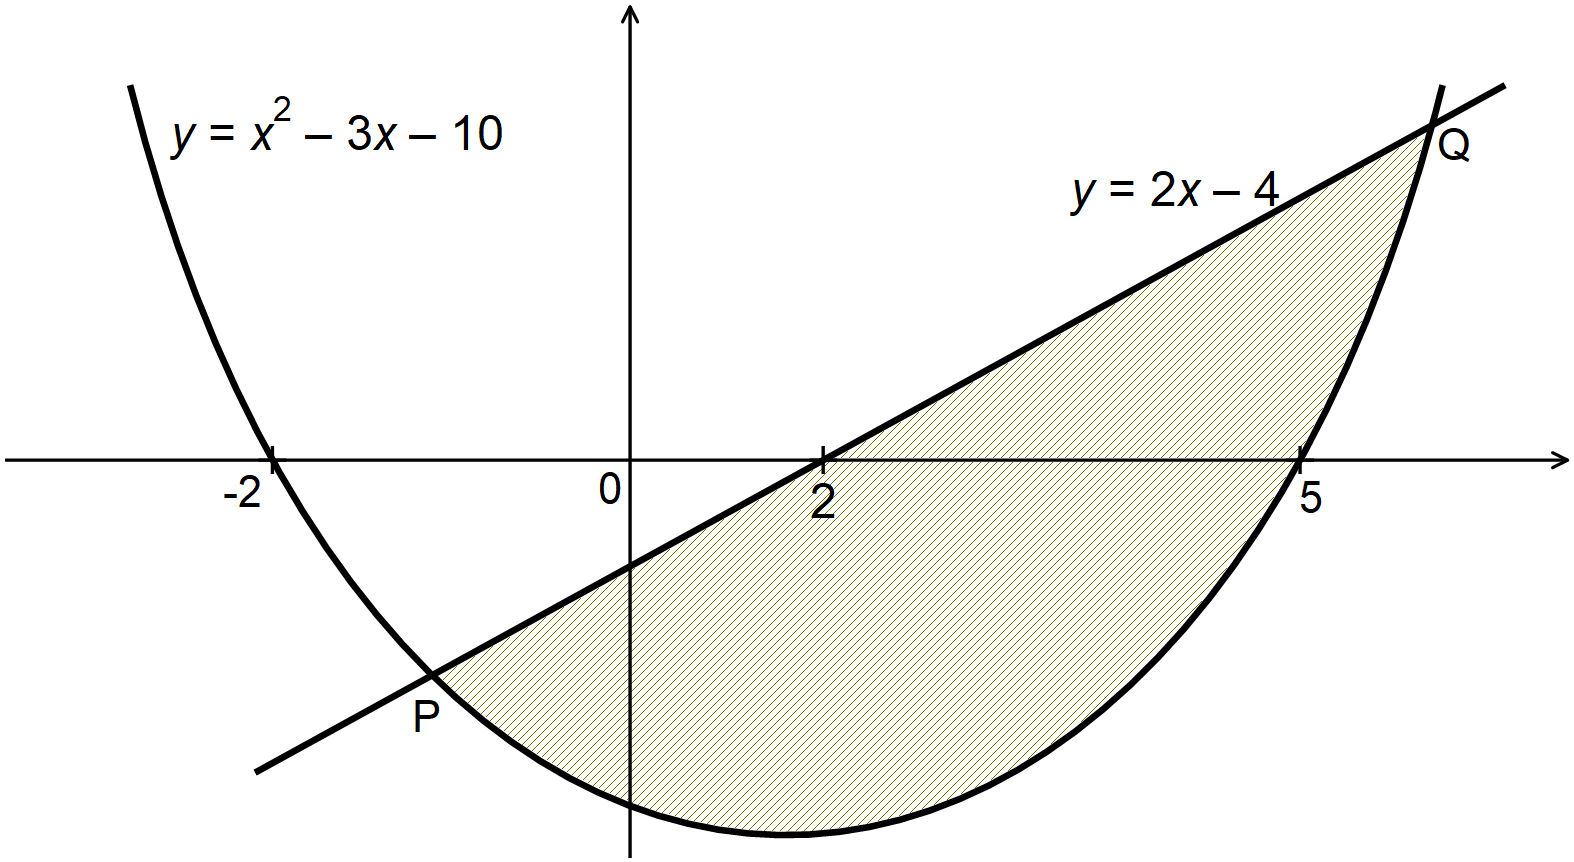 y = x² – 3x – 10
y = 2x – 4
Q
-2
0
2
5
P